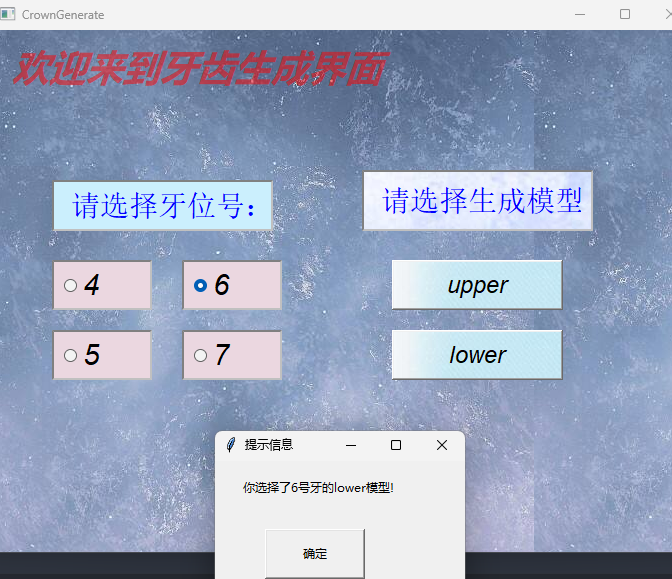 CrownGenerate
欢迎来到牙齿生成界面
请选择牙位号：
请选择生成模型
4
6
upper
5
7
lower
提示信息
你选择了6号牙的lower模型!
确定